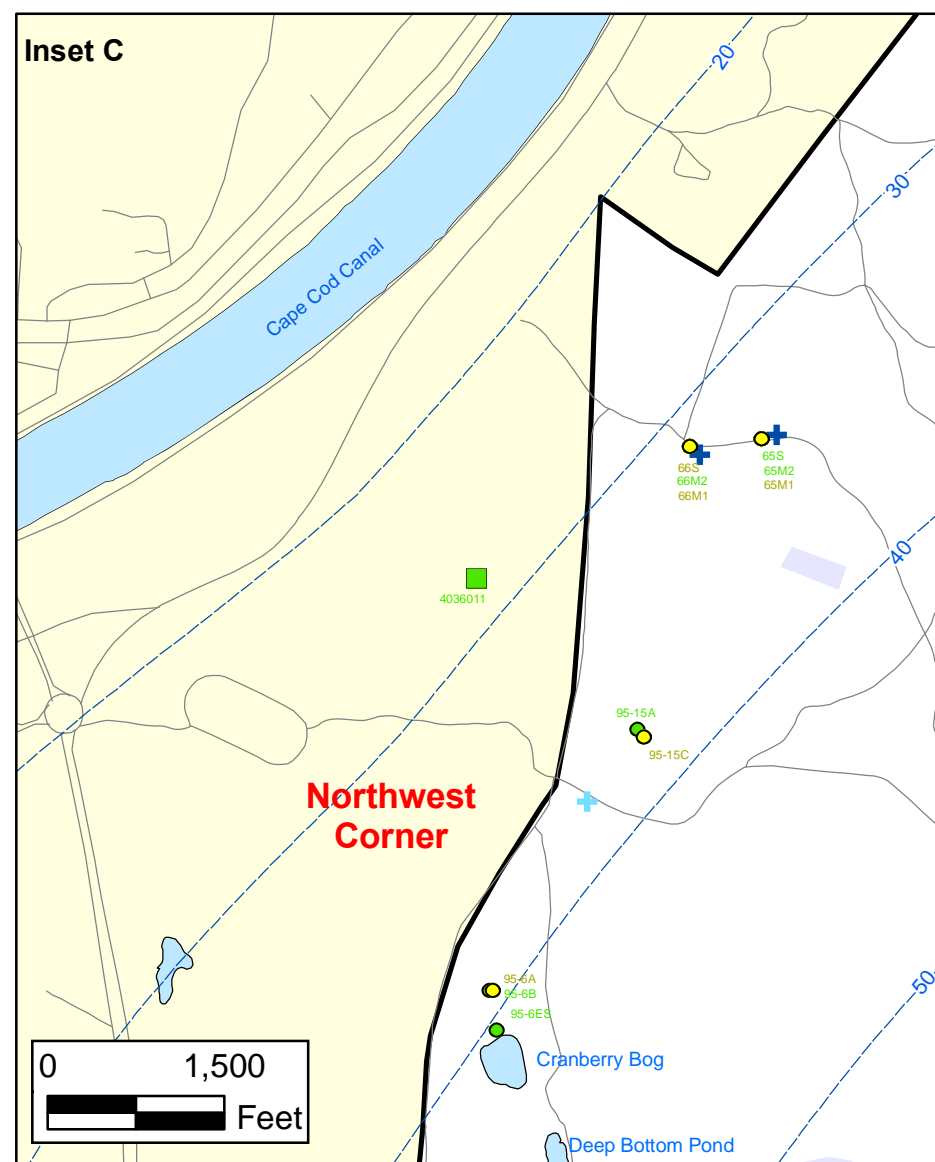 Inset C
20
30
Cape Cod Canal
66S
66M2
66M1
65S
65M2
65M1
40
4036011
95-15A
95-15C
Northwest
Corner
95-6A
95-6B
95-6ES
50
Cranberry Bog
0 1,500
Feet
Deep Bottom Pond